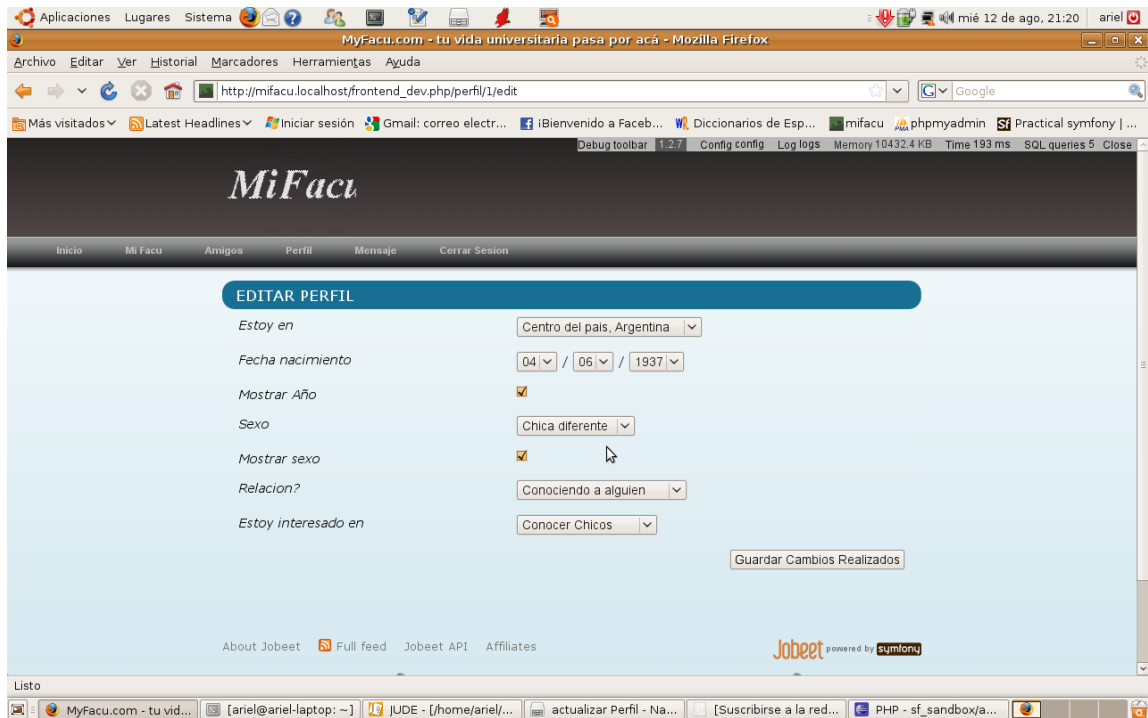 Aplicaciones Lugares Sistema mié 12 de ago, 21:20 ariel
MyFacu.com - tu vida universitaria pasa por acá - Mozilla Firefox
Archivo Editar Ver Historial Marcadores Herramientas Ayuda
http://mifacu.localhost/frontend_dev.php/perfil/1/edit Google
Más visitados Latest Headlines Iniciar sesión Gmail: correo electr... ¡Bienvenido a Faceb... Diccionarios de Esp... mifacu phpmyadmin Practical symfony | ...
Debug toolbar 1.2.7 Config config Log logs Memory 10432.4 KB Time 193 ms SQL queries 5 Close
MiFacu
Inicio Mi Facu Amigos Perfil Mensaje Cerrar Sesion
EDITAR PERFIL
Estoy en Centro del pais, Argentina
Fecha nacimiento 04 / 06 / 1937
Mostrar Año
Sexo Chica diferente
Mostrar sexo
Relacion? Conociendo a alguien
Estoy interesado en Conocer Chicos
Guardar Cambios Realizados
About Jobeet Full feed Jobeet API Affiliates Jobeet powered by symfony
Listo
MyFacu.com - tu vid... [ariel@ariel-laptop: ~] JUDE - [/home/ariel/... actualizar Perfil - Na... [Suscribirse a la red... PHP - sf_sandbox/a...